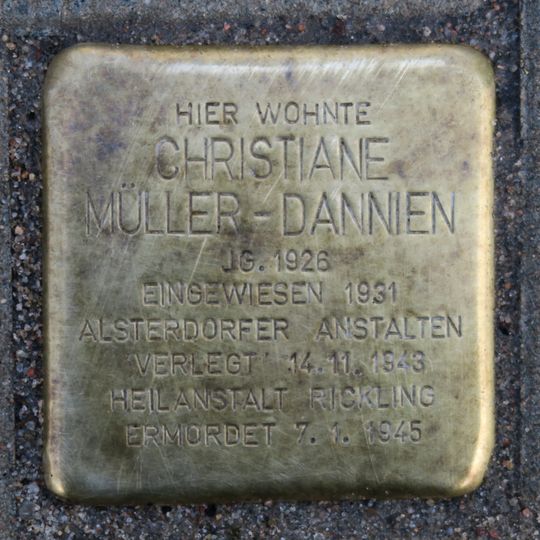 HIER WOHNTE
CHRISTIANE
MÜLLER-DANNIEN
JG. 1926
EINGEWIESEN 1931
ALSTERDORFER ANSTALTEN
'VERLEGT' 14.11.1943
HEILANSTALT RICKLING
ERMORDET 7.1.1945